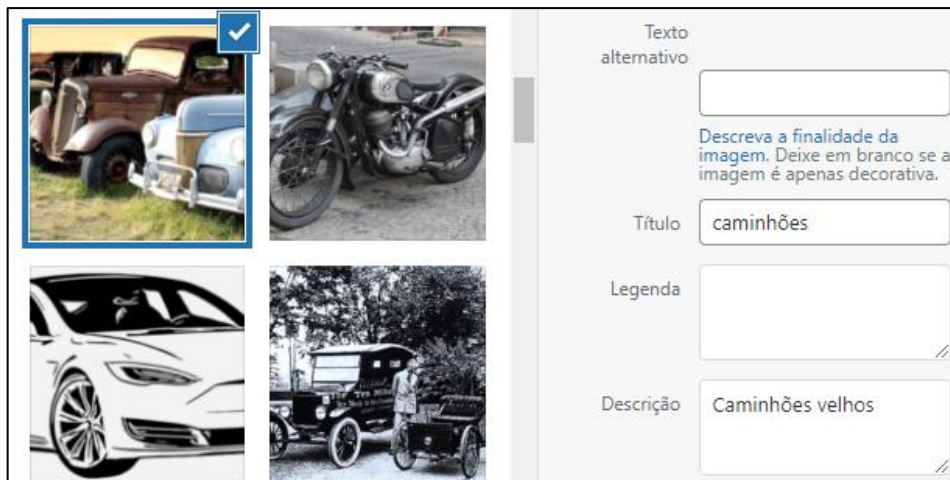 Texto
alternativo
Descreva a finalidade da
imagem. Deixe em branco se a
imagem é apenas decorativa.
Título
caminhões
Legenda
Descrição
Caminhões velhos